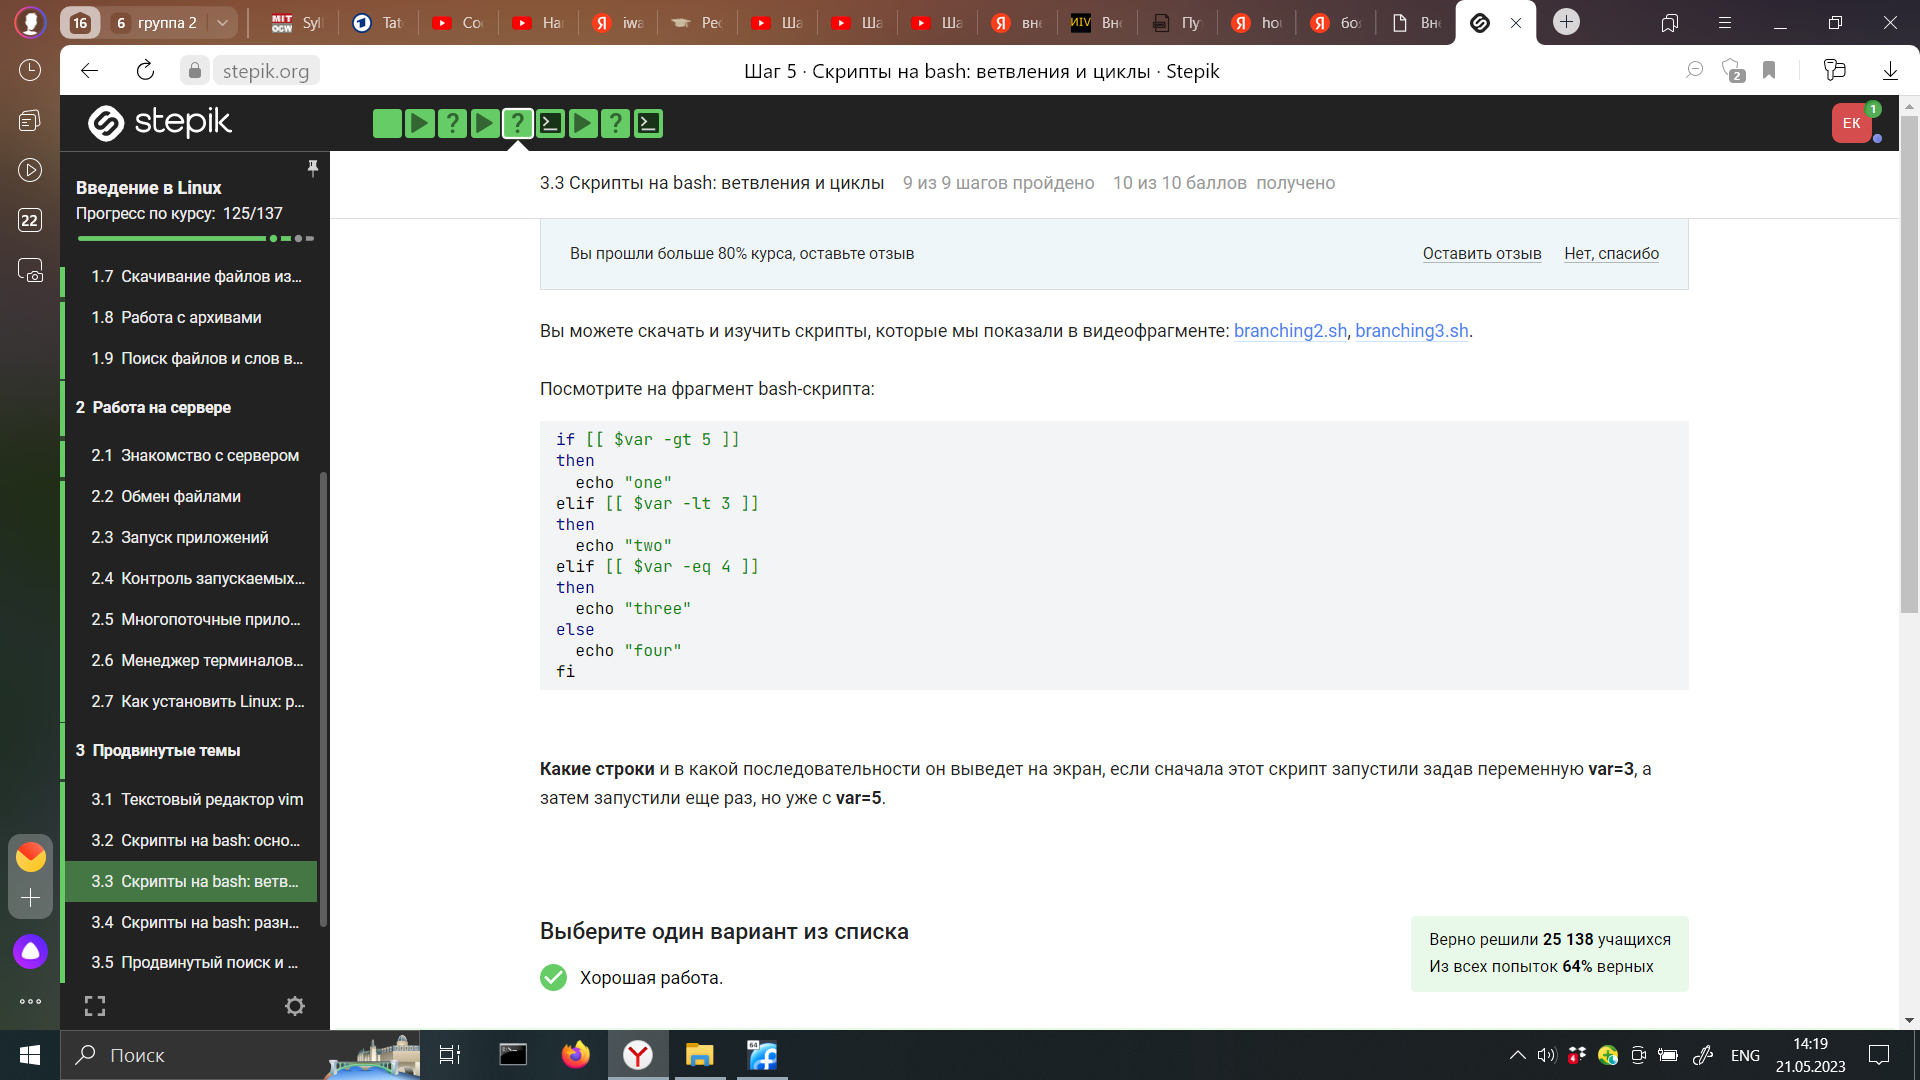 16
6 группа 2
MIT OCW Syl
Tat
Co
На
iwa
Рес
Ша
Ша
Ша
вне
ИIV Вн
Пу
hou
бо
Вн
stepik.org
Шаг 5 · Скрипты на bash: ветвления и циклы · Stepik
2
22
stepik
ЕК
1
Введение в Linux
Прогресс по курсу: 125/137
1.7 Скачивание файлов из...
1.8 Работа с архивами
1.9 Поиск файлов и слов в...
2 Работа на сервере
2.1 Знакомство с сервером
2.2 Обмен файлами
2.3 Запуск приложений
2.4 Контроль запускаемых...
2.5 Многопоточные прило...
2.6 Менеджер терминалов...
2.7 Как установить Linux: р...
3 Продвинутые темы
3.1 Текстовый редактор vim
3.2 Скрипты на bash: осно...
3.3 Скрипты на bash: ветв...
3.4 Скрипты на bash: разн...
3.5 Продвинутый поиск и ...
3.3 Скрипты на bash: ветвления и циклы 9 из 9 шагов пройдено 10 из 10 баллов получено
Вы прошли больше 80% курса, оставьте отзыв
Оставить отзыв Нет, спасибо
Вы можете скачать и изучить скрипты, которые мы показали в видеофрагменте: branching2.sh, branching3.sh.
Посмотрите на фрагмент bash-скрипта:
if [[ $var -gt 5 ]]
then
echo "one"
elif [[ $var -lt 3 ]]
then
echo "two"
elif [[ $var -eq 4 ]]
then
echo "three"
else
echo "four"
fi
Какие строки и в какой последовательности он выведет на экран, если сначала этот скрипт запустили задав переменную var=3, а
затем запустили еще раз, но уже с var=5.
Выберите один вариант из списка
Хорошая работа.
Верно решили 25 138 учащихся
Из всех попыток 64% верных
Поиск
64
4
ENG
14:19
21.05.2023